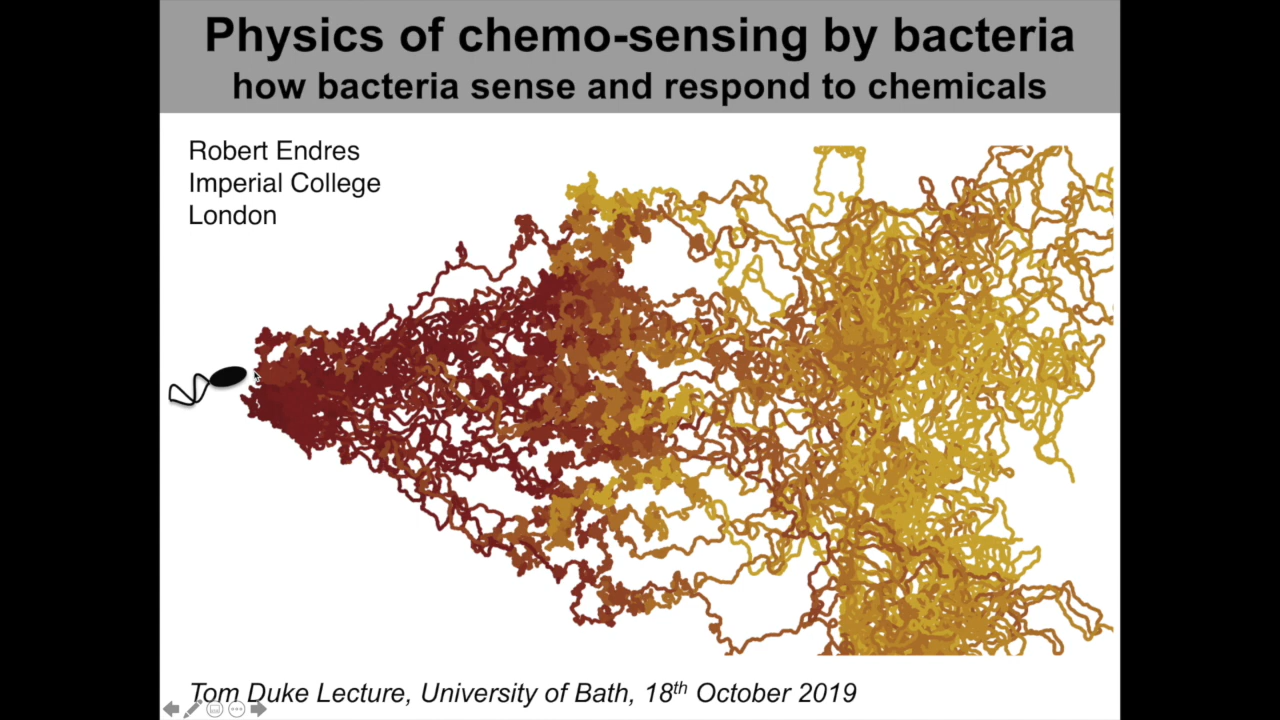 Physics of chemo-sensing by bacteria
how bacteria sense and respond to chemicals
Robert Endres
Imperial College
London
Tom Duke Lecture, University of Bath, 18th October 2019